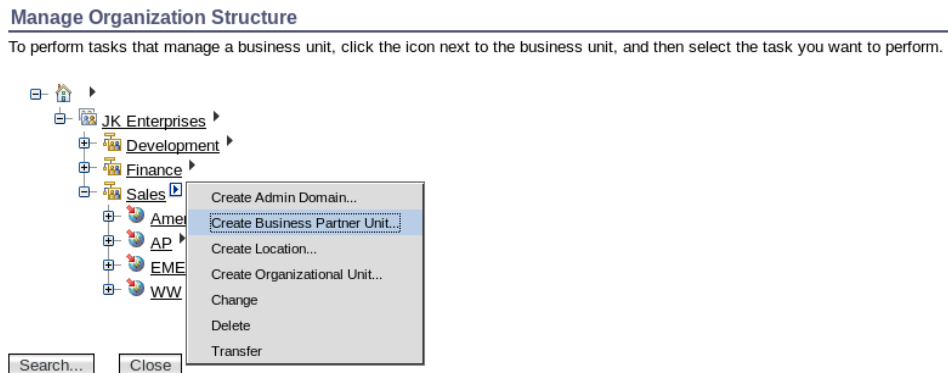 Manage Organization Structure
To perform tasks that manage a business unit, click the icon next to the business unit, and then select the task you want to perform.
JK Enterprises
Development
Finance
Sales
Create Admin Domain...
Create Business Partner Unit...
AP
Create Location...
EME
Create Organizational Unit...
WW
Change
Delete
Transfer
Search...
Close